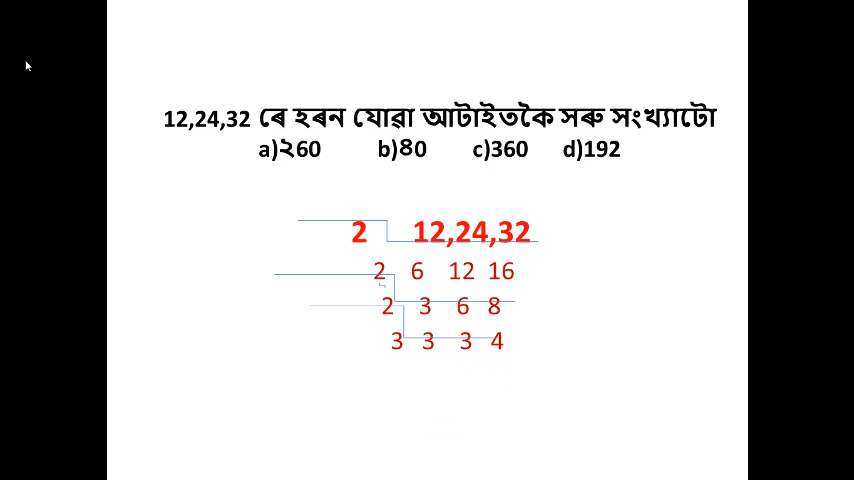 12,24,32 ৰে হৰন যোৱা আটাইতকৈ সৰু সংখ্যাটো
a)২60 b)80 c)360 d)192
2 12,24,32
2 6 12 16
2 3 6 8
3 3 3 4